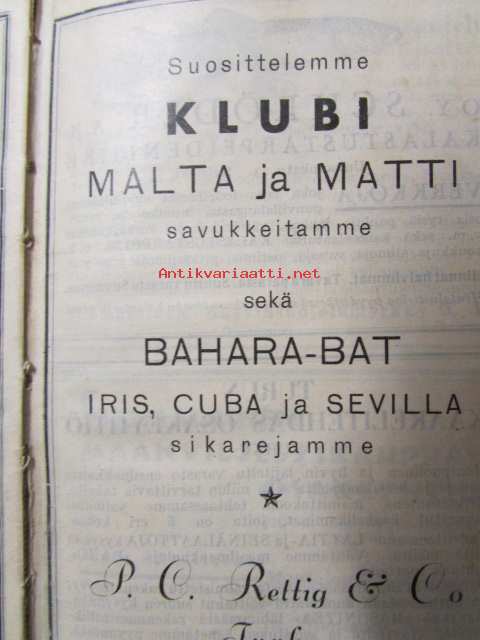 Suosittelemme
KLUBI
MALTA ja MATTI
savukkeitamme
Antikvariaatti.net
sekä
BAHARA-BAT
IRIS, CUBA ja SEVILLA
sikarejamme
P. C. Rettig & Co